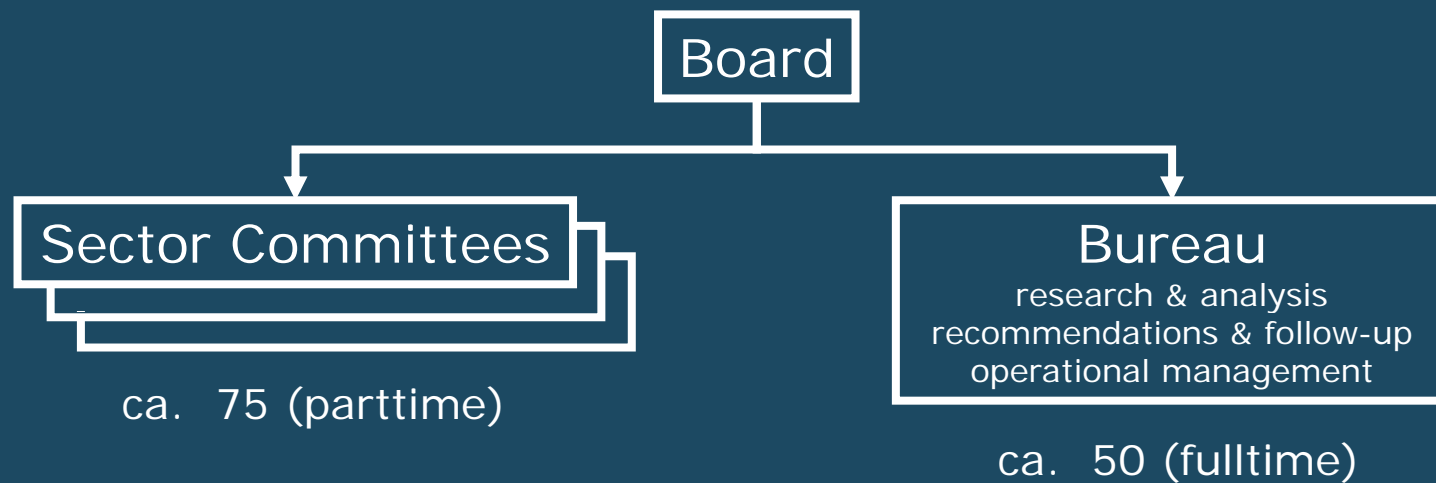 Board
Sector Committees
ca. 75 (parttime)
Bureau
research & analysis
recommendations & follow-up
operational management
ca. 50 (fulltime)